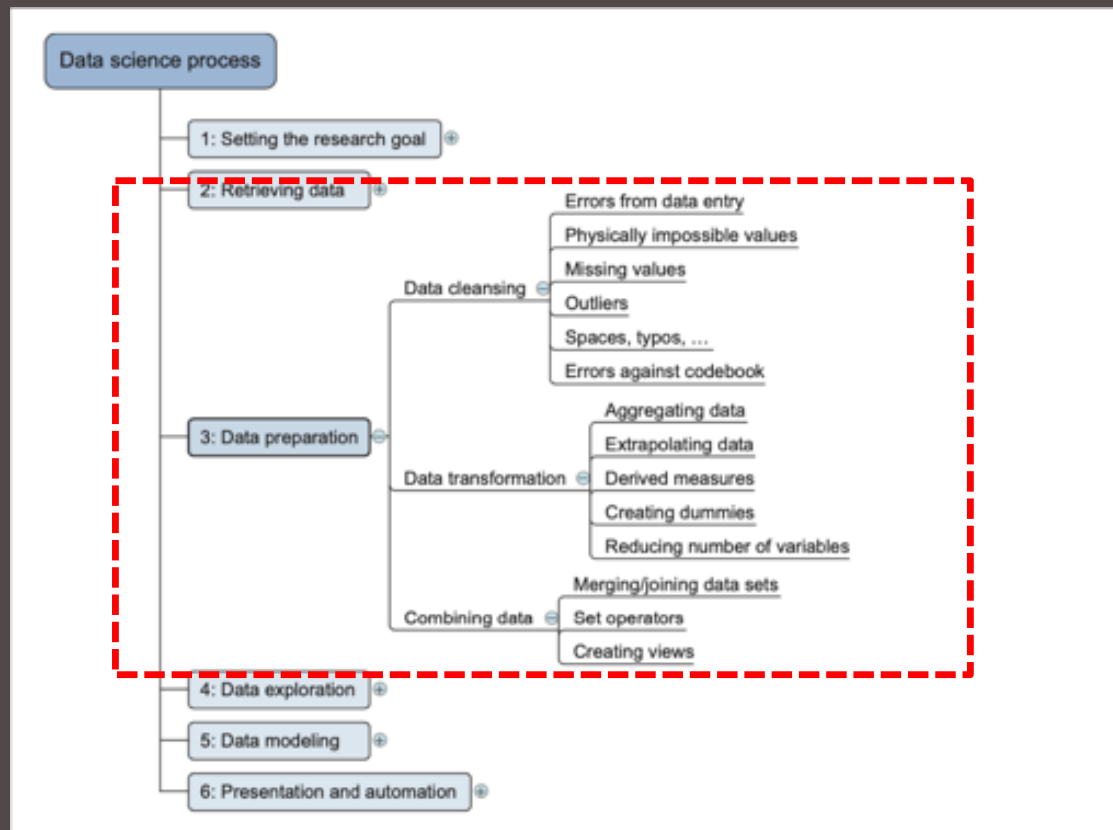 Data science process
1: Setting the research goal
2: Retrieving data
Errors from data entry
Physically impossible values
Missing values
Data cleansing
Outliers
Spaces, typos, ...
Errors against codebook
3: Data preparation
Aggregating data
Extrapolating data
Data transformation
Derived measures
Creating dummies
Reducing number of variables
Merging/joining data sets
Combining data
Set operators
Creating views
4: Data exploration
5: Data modeling
6: Presentation and automation